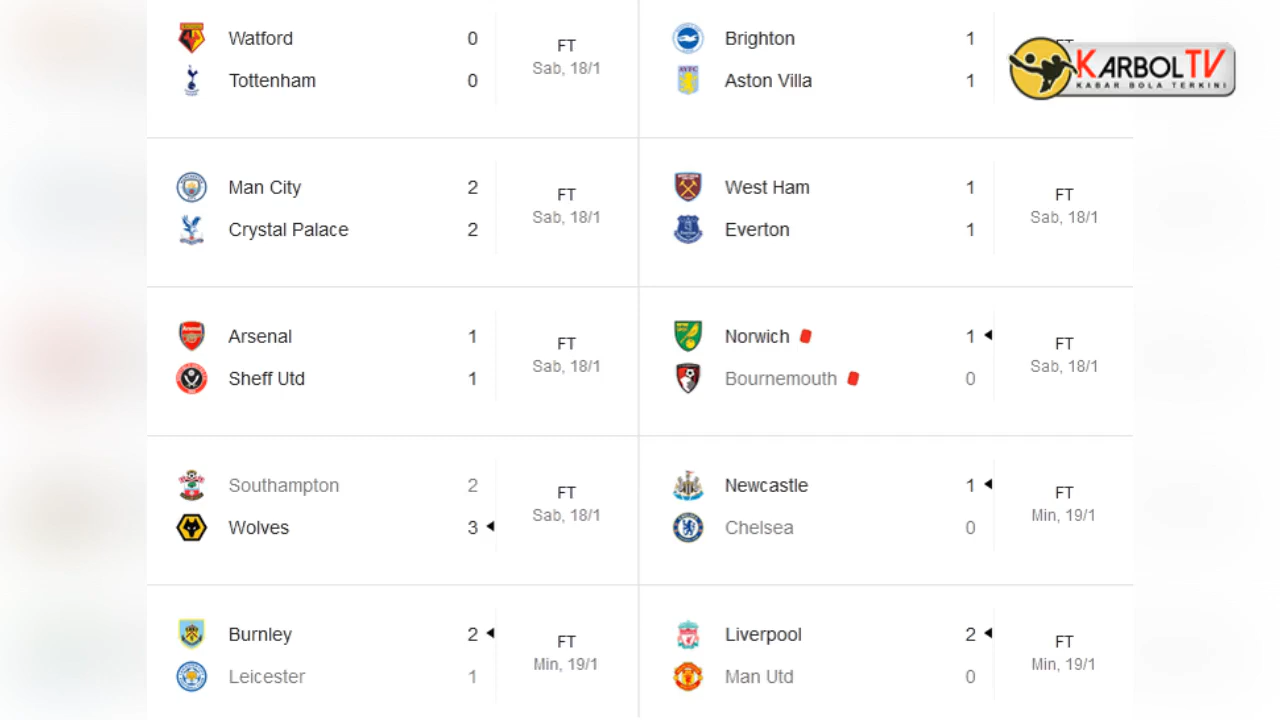 Watford 0
Tottenham 0
FT
Sab, 18/1
Brighton 1
Aston Villa 1
KARBOLTV
KABAR BOLA TERKINI
Man City 2
Crystal Palace 2
FT
Sab, 18/1
West Ham 1
Everton 1
FT
Sab, 18/1
Arsenal 1
Sheff Utd 1
FT
Sab, 18/1
Norwich 1
Bournemouth 0
FT
Sab, 18/1
Southampton 2
Wolves 3
FT
Sab, 18/1
Newcastle 1
Chelsea 0
FT
Min, 19/1
Burnley 2
Leicester 1
FT
Min, 19/1
Liverpool 2
Man Utd 0
FT
Min, 19/1